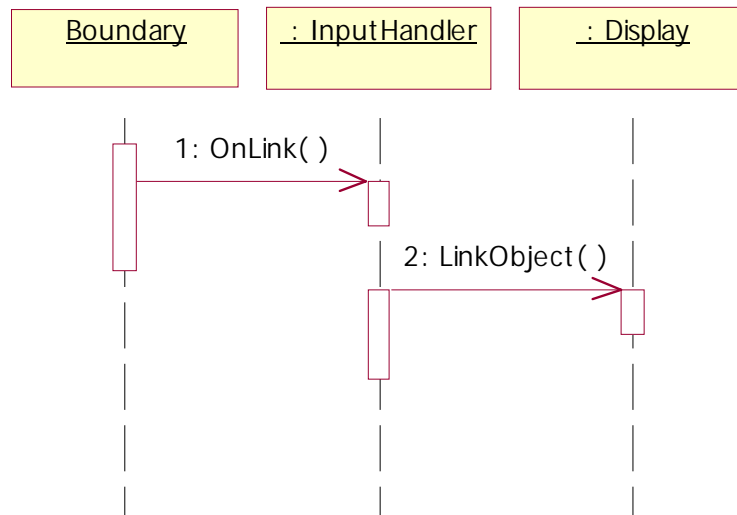 Boundary
: InputHandler
: Display
1: OnLink( )
2: LinkObject( )